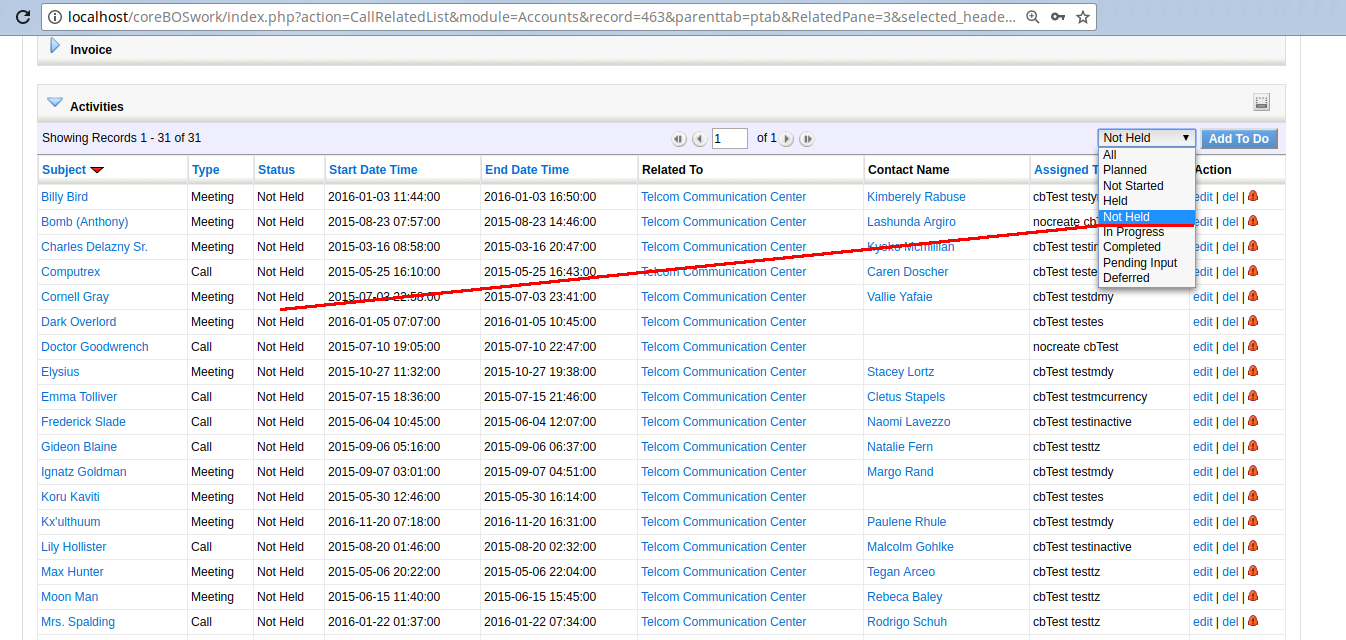 localhost/coreBOSwork/index.php?action=CallRelatedList&module=Accounts&record=463&parenttab=ptab&RelatedPane=3&selected_heade...
Invoice
Activities
Showing Records 1 - 31 of 31 1 of 1 Not Held Add To Do
All
Planned
Not Started
Held
Not Held
In Progress
Completed
Pending Input
Deferred
Subject Type Status Start Date Time End Date Time Related To Contact Name Assigned T Action
Billy Bird Meeting Not Held 2016-01-03 11:44:00 2016-01-03 16:50:00 Telcom Communication Center Kimberely Rabuse cbTest testy edit | del |
Bomb (Anthony) Meeting Not Held 2015-08-23 07:57:00 2015-08-23 14:46:00 Telcom Communication Center Lashunda Argiro nocreate cb edit | del |
Charles Delazny Sr. Meeting Not Held 2015-03-16 08:58:00 2015-03-16 20:47:00 Telcom Communication Center Kyoko Mcmillian cbTest testin edit | del |
Computrex Call Not Held 2015-05-25 16:10:00 2015-05-25 16:43:00 Telcom Communication Center Caren Doscher cbTest teste edit | del |
Cornell Gray Meeting Not Held 2015-07-03 22:58:00 2015-07-03 23:41:00 Telcom Communication Center Vallie Yafaie cbTest testdmy edit | del |
Dark Overlord Meeting Not Held 2016-01-05 07:07:00 2016-01-05 10:45:00 Telcom Communication Center cbTest testes edit | del |
Doctor Goodwrench Call Not Held 2015-07-10 19:05:00 2015-07-10 22:47:00 Telcom Communication Center nocreate cbTest edit | del |
Elysius Meeting Not Held 2015-10-27 11:32:00 2015-10-27 19:38:00 Telcom Communication Center Stacey Lortz cbTest testmdy edit | del |
Emma Tolliver Call Not Held 2015-07-15 18:36:00 2015-07-15 21:46:00 Telcom Communication Center Cletus Stapels cbTest testmcurrency edit | del |
Frederick Slade Call Not Held 2015-06-04 10:45:00 2015-06-04 12:07:00 Telcom Communication Center Naomi Lavezzo cbTest testinactive edit | del |
Gideon Blaine Call Not Held 2015-09-06 05:16:00 2015-09-06 06:37:00 Telcom Communication Center Natalie Fern cbTest testtz edit | del |
Ignatz Goldman Meeting Not Held 2015-09-07 03:01:00 2015-09-07 04:51:00 Telcom Communication Center Margo Rand cbTest testmdy edit | del |
Koru Kaviti Meeting Not Held 2015-05-30 12:46:00 2015-05-30 16:14:00 Telcom Communication Center cbTest testes edit | del |
Kx'ulthuum Meeting Not Held 2016-11-20 07:18:00 2016-11-20 16:31:00 Telcom Communication Center Paulene Rhule cbTest testmdy edit | del |
Lily Hollister Call Not Held 2015-08-20 01:46:00 2015-08-20 02:32:00 Telcom Communication Center Malcolm Gohlke cbTest testinactive edit | del |
Max Hunter Meeting Not Held 2015-05-06 20:22:00 2015-05-06 22:04:00 Telcom Communication Center Tegan Arceo cbTest testtz edit | del |
Moon Man Meeting Not Held 2015-06-15 11:40:00 2015-06-15 15:45:00 Telcom Communication Center Rebeca Baley cbTest testtz edit | del |
Mrs. Spalding Call Not Held 2016-01-22 01:37:00 2016-01-22 07:34:00 Telcom Communication Center Rodrigo Schuh cbTest testtz edit | del |